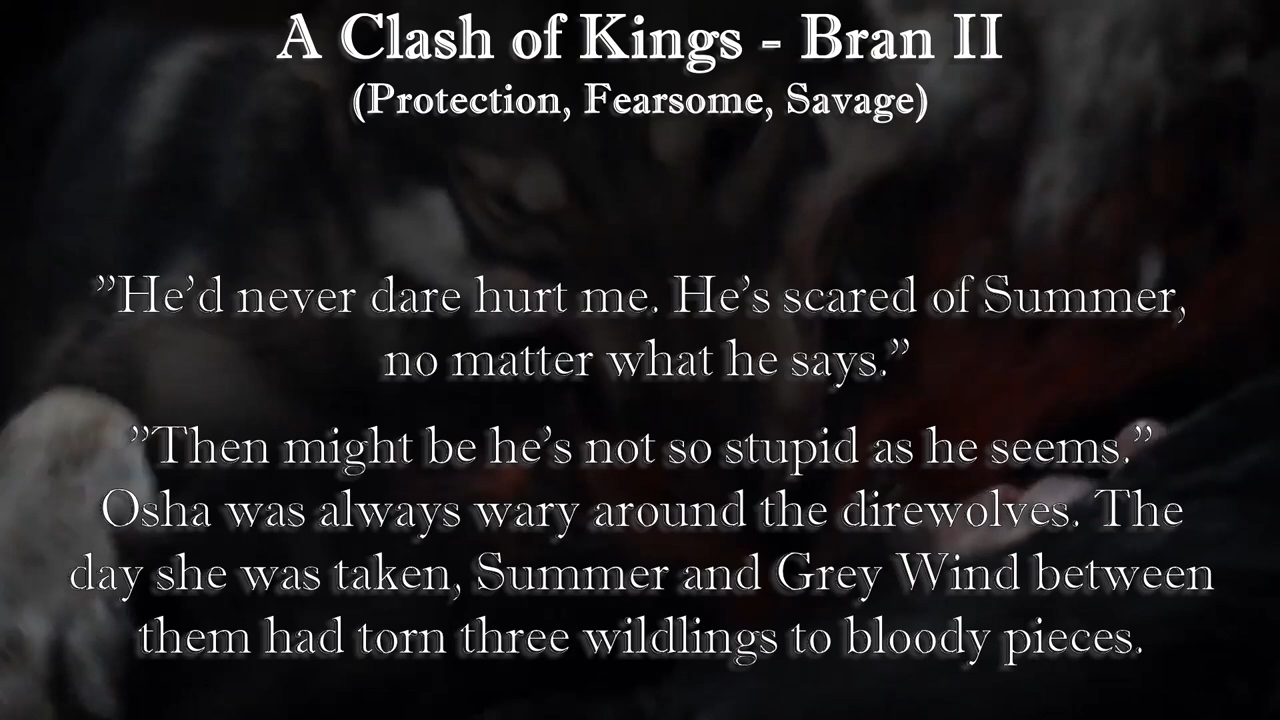 A Clash of Kings - Bran II
(Protection, Fearsome, Savage)
”He’d never dare hurt me. He’s scared of Summer,
no matter what he says.”
”Then might be he’s not so stupid as he seems.”
Osha was always wary around the direwolves. The
day she was taken, Summer and Grey Wind between
them had torn three wildlings to bloody pieces.